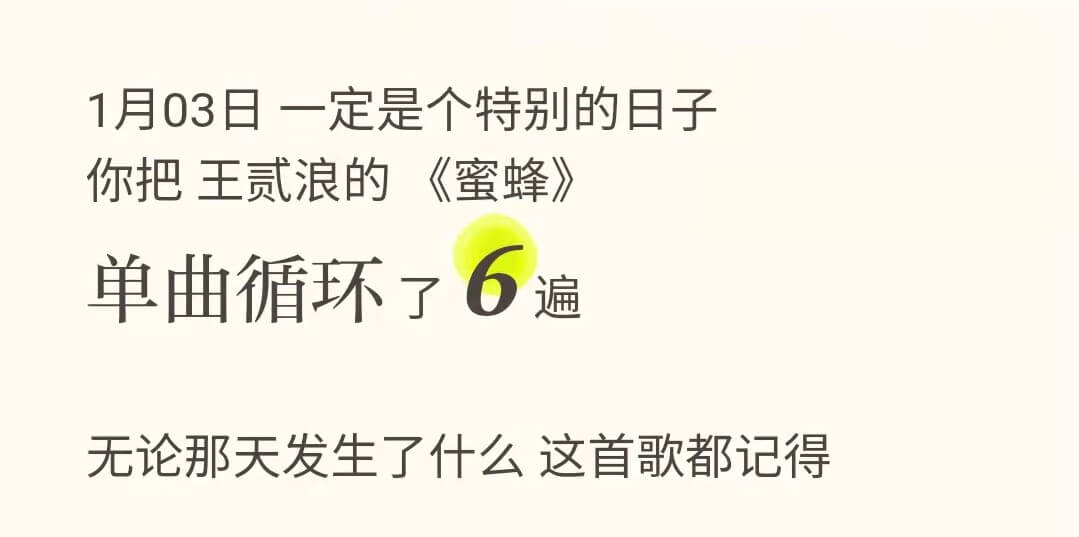 1月03日 一定是个特别的日子
你把 王贰浪的 《蜜蜂》
单曲循环了 6 遍
无论那天发生了什么 这首歌都记得